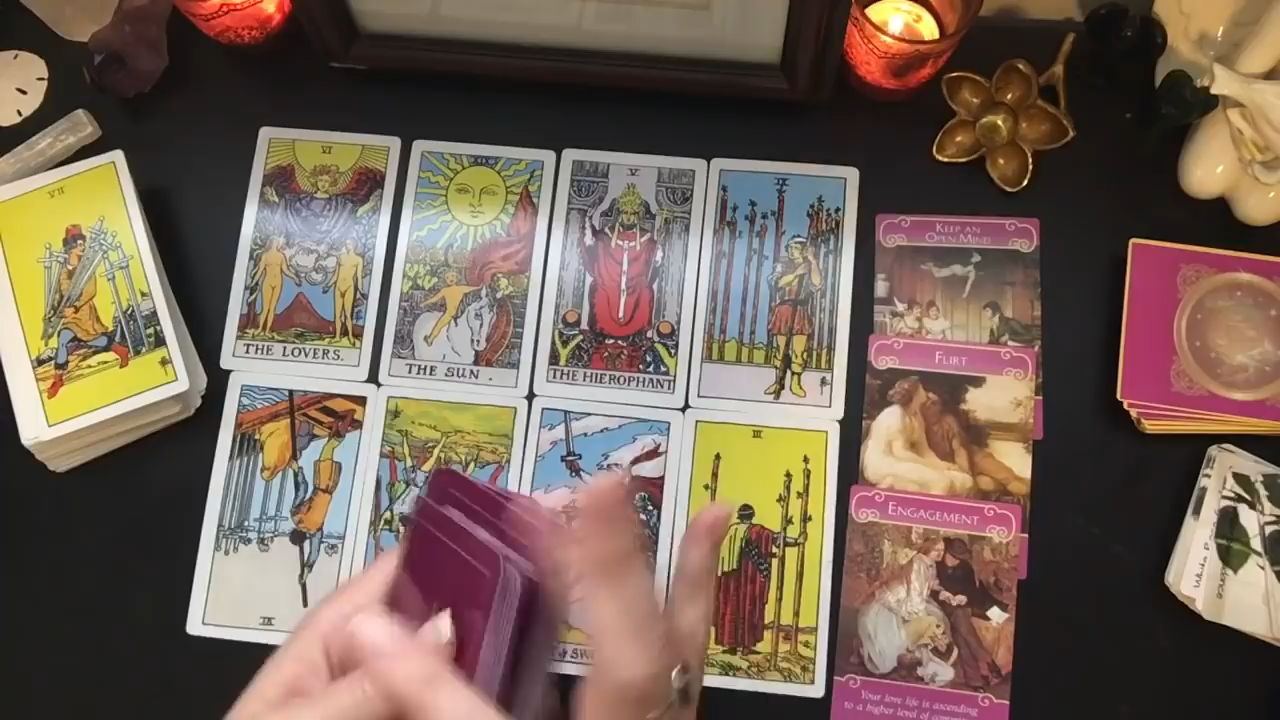 VII
VI
THE LOVERS.
THE SUN .
V
THE HIEROPHANT
KEEP AN
OPEN MIND
FLIRT
ENGAGEMENT
Your love life is ascending
to a higher level of
III
IX